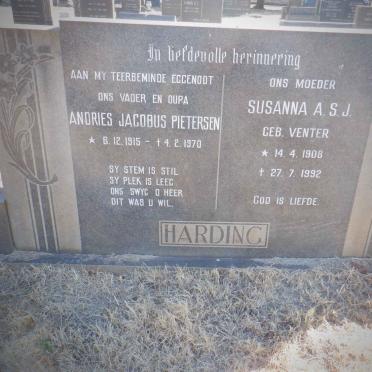 In liefdevolle herinnering
AAN MY TEERBEMINDE EGGENOOT
ONS VADER EN OUPA
ANDRIES JACOBUS PIETERSEN
* 6.12.1915 - † 4.2.1970
SY STEM IS STIL
SY PLEK IS LEEG
ONS SWYG O HEER
DIT WAS U WIL.
ONS MOEDER
SUSANNA A.S.J.
GEB. VENTER
* 14.4.1908
† 27.7.1992
GOD IS LIEFDE.
HARDING